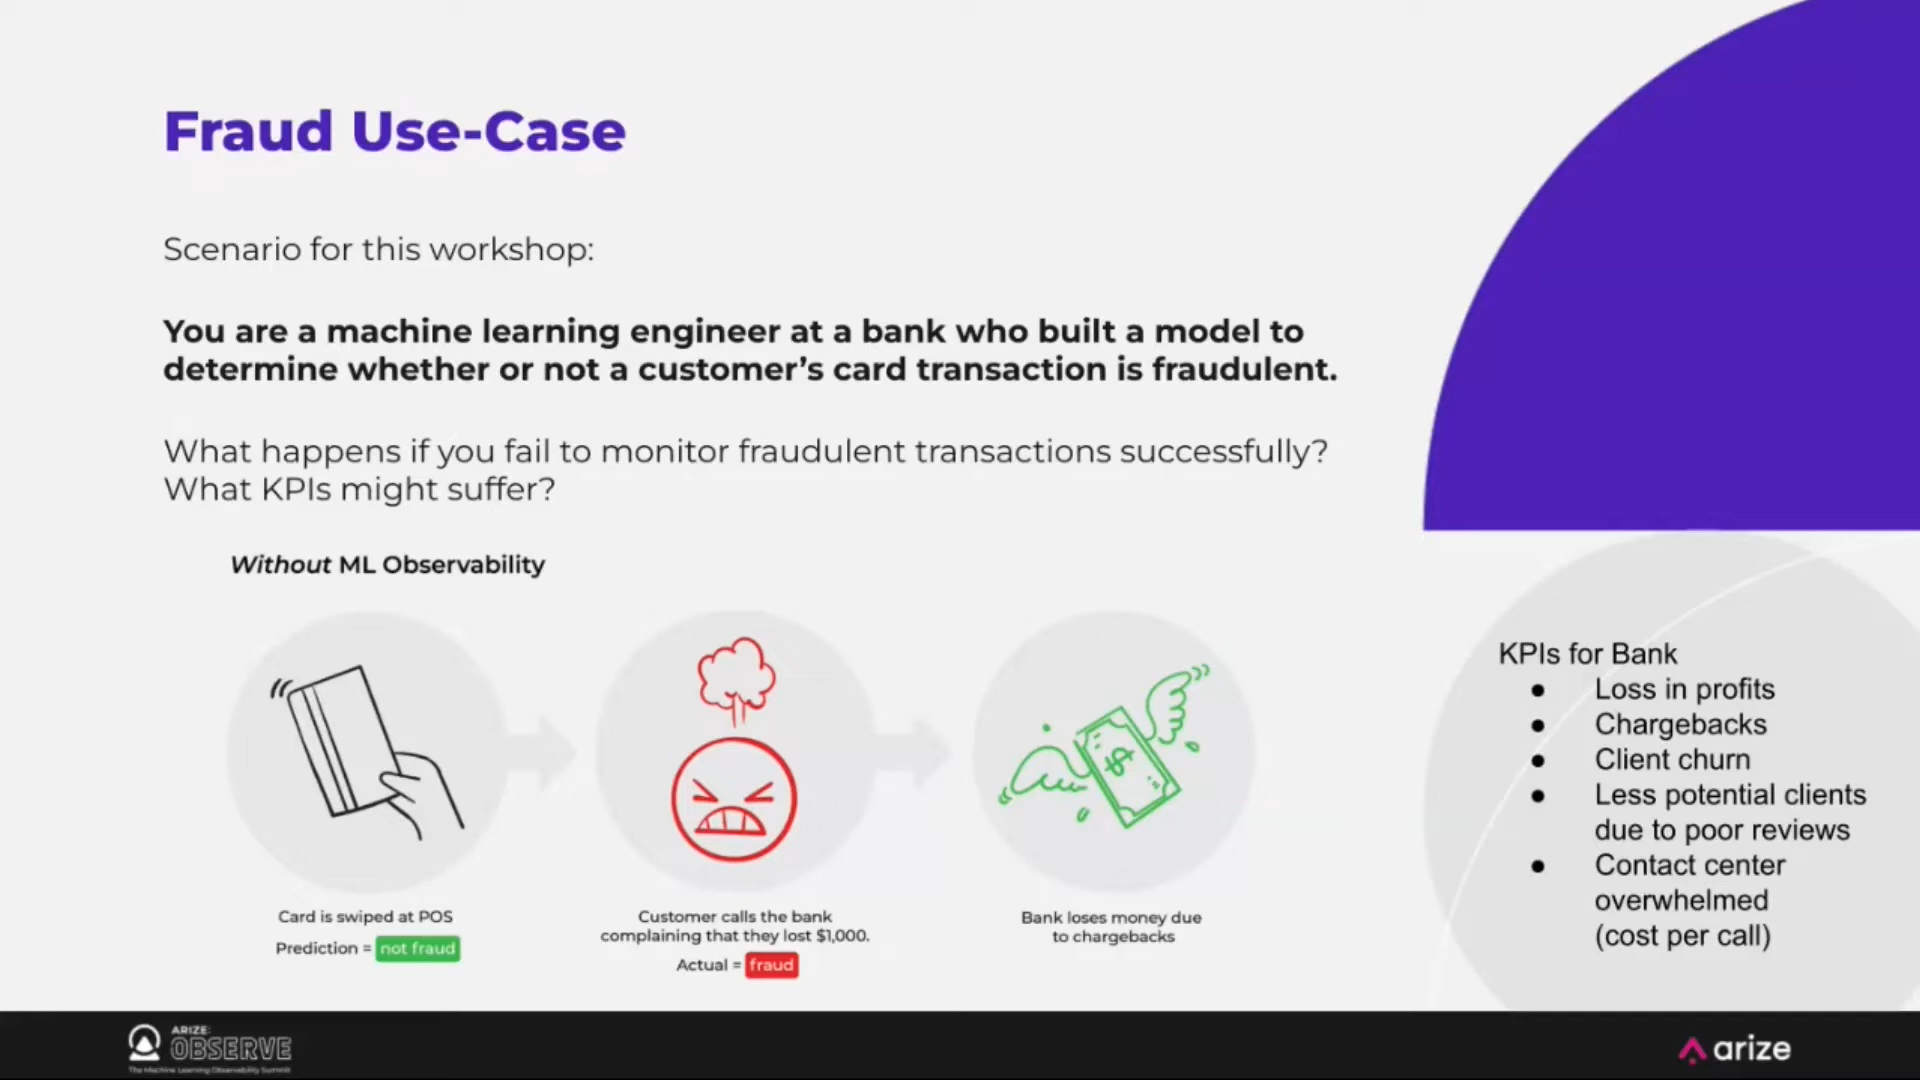 Fraud Use-Case
Scenario for this workshop:
You are a machine learning engineer at a bank who built a model to
determine whether or not a customer’s card transaction is fraudulent.
What happens if you fail to monitor fraudulent transactions successfully?
What KPIs might suffer?
Without ML Observability
Card is swiped at POS
Prediction = not fraud
Customer calls the bank
complaining that they lost $1,000.
Actual = fraud
$
Bank loses money due
to chargebacks
KPIs for Bank
● Loss in profits
● Chargebacks
● Client churn
● Less potential clients
due to poor reviews
● Contact center
overwhelmed
(cost per call)
ARIZE:
OBSERVE
The Machine Learning Observability Summit
arize